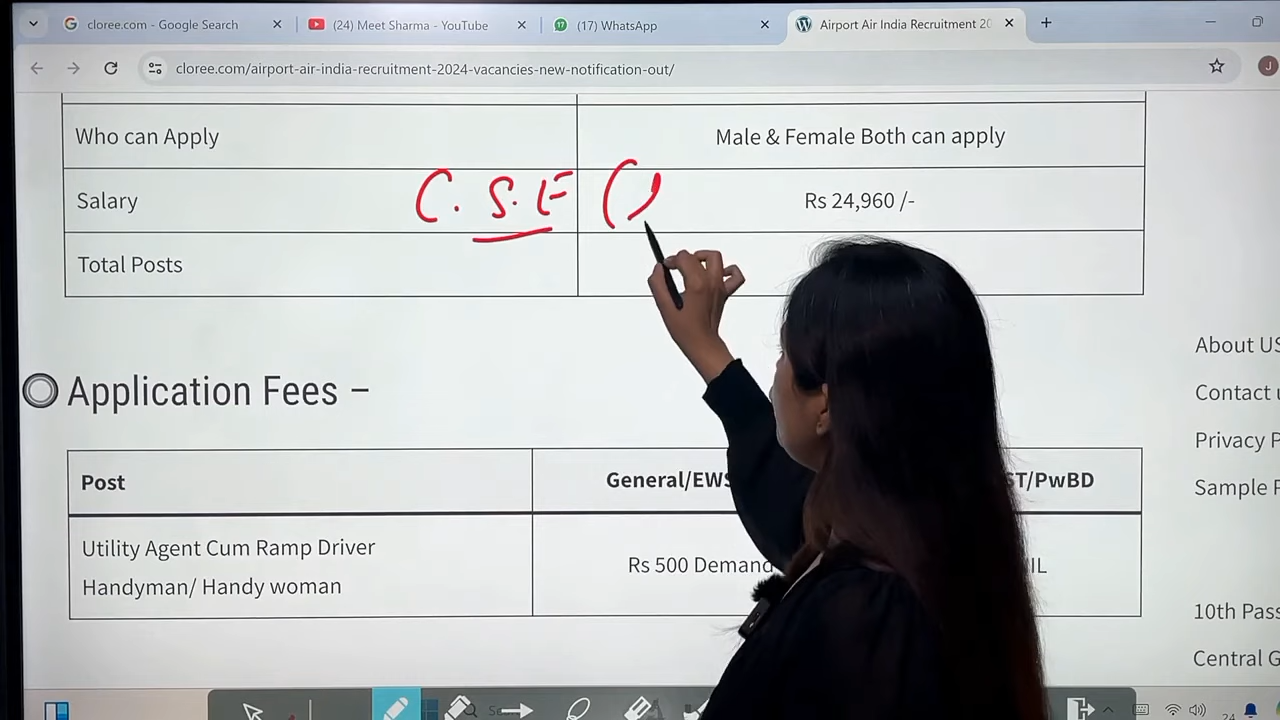 cloree.com - Google Search
(24) Meet Sharma - YouTube
17
(17) WhatsApp
Airport Air India Recruitment 20
cloree.com/airport-air-india-recruitment-2024-vacancies-new-notification-out/
J
Who can Apply
Male & Female Both can apply
Salary
C. S. E (
Rs 24,960 /-
Total Posts
About US
Contact
Privacy P
Sample
Application Fees –
Post
General/EWS
ST/PwBD
Utility Agent Cum Ramp Driver
Handyman/ Handy woman
Rs 500 Demand
IL
10th Pass
Central G
24